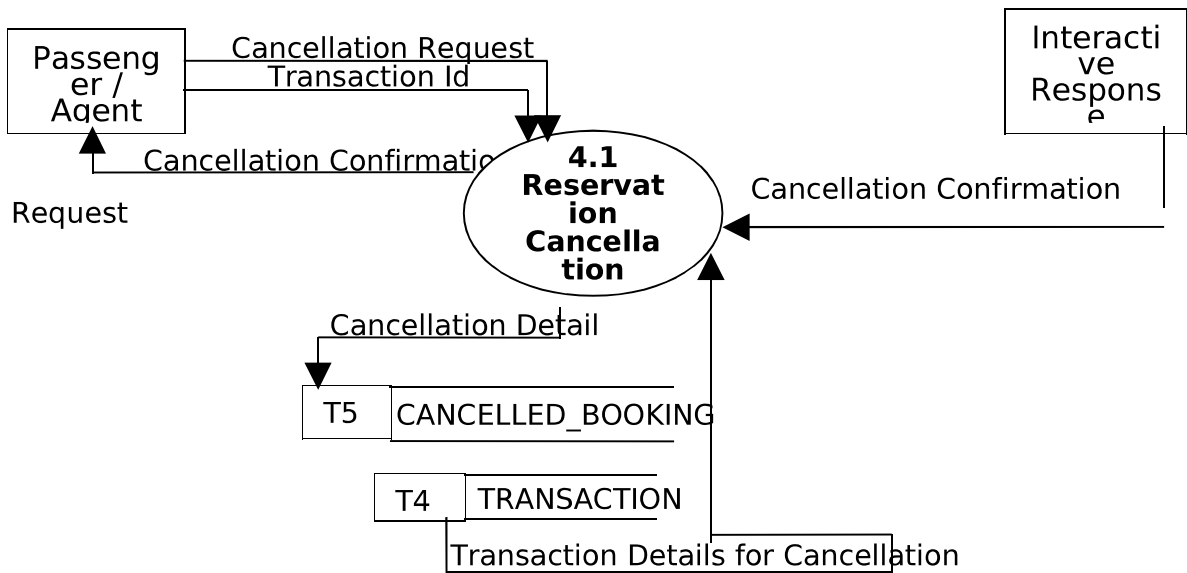 Passeng
er /
Agent
Cancellation Request
Transaction Id
Interacti
ve
Respons
e
Cancellation Confirmatio
Request
4.1
Reservat
ion
Cancella
tion
Cancellation Confirmation
Cancellation Detail
T5
CANCELLED_BOOKING
T4
TRANSACTION
Transaction Details for Cancellation